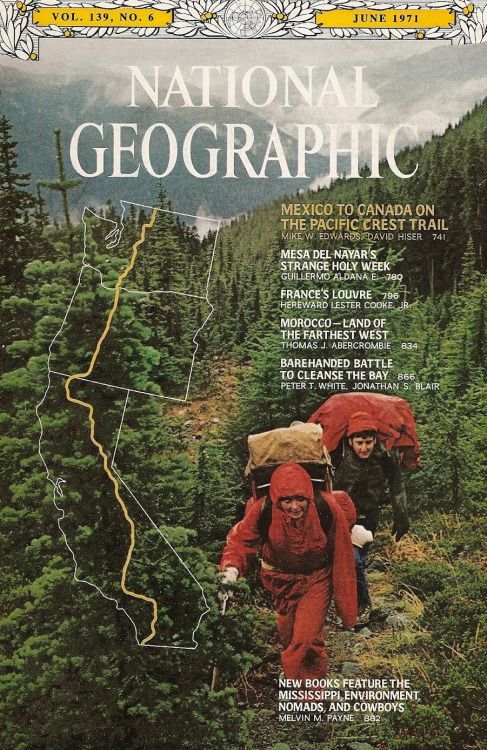 VOL. 139, NO. 6
JUNE 1971
NATIONAL
GEOGRAPHIC
MEXICO TO CANADA ON
THE PACIFIC CREST TRAIL
MIKE W. EDWARDS, DAVID HISER 741
MESA DEL NAYAR'S
STRANGE HOLY WEEK
GUILLERMO ALDANA E. 780
FRANCE'S LOUVRE 796
HEREWARD LESTER COOKE, JR.
MOROCCO—LAND OF
THE FARTHEST WEST
THOMAS J. ABERCROMBIE 834
BAREHANDED BATTLE
TO CLEANSE THE BAY 866
PETER T. WHITE, JONATHAN S. BLAIR
NEW BOOKS FEATURE THE
MISSISSIPPI, ENVIRONMENT,
NOMADS, AND COWBOYS
MELVIN M. PAYNE 882